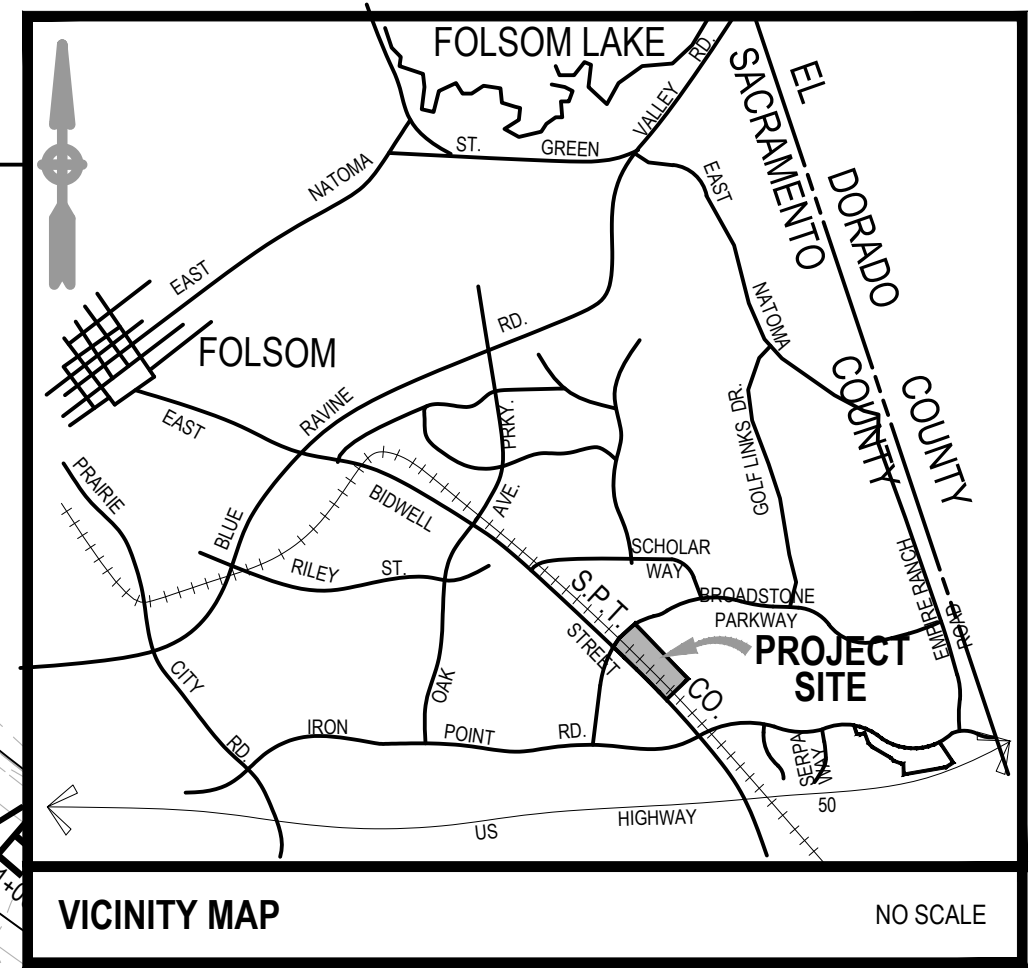 FOLSOM LAKE
EL DORADO COUNTY
SACRAMENTO COUNTY
GREEN VALLEY RD.
EAST NATOMA ST.
EAST NATOMA
FOLSOM
BLUE RAVINE RD.
EAST BIDWELL STREET
PRAIRIE CITY RD.
RILEY ST.
OAK AVE. PRKY.
GOLF LINKS DR.
SCHOLAR
WAY
BROADSTONE
PARKWAY
EMPIRE RANCH
ROAD
S.P.T. CO.
PROJECT
SITE
IRON POINT RD.
SERPA
WAY
US HIGHWAY 50
VICINITY MAP
NO SCALE